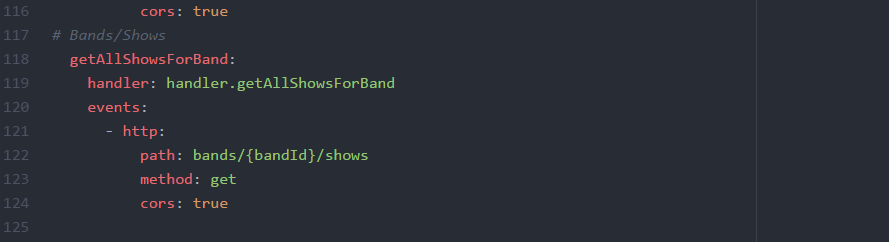 116 cors: true
117 # Bands/Shows
118 getAllShowsForBand:
119 handler: handler.getAllShowsForBand
120 events:
121 - http:
122 path: bands/{bandId}/shows
123 method: get
124 cors: true
125